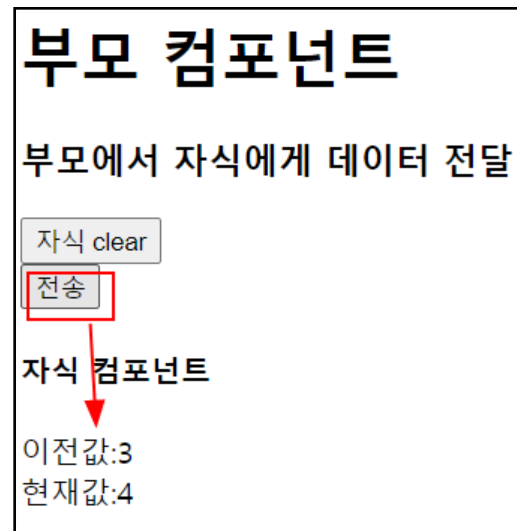 부모 컴포넌트
부모에서 자식에게 데이터 전달
자식 clear
전송
자식 컴포넌트
이전값:3
현재값:4